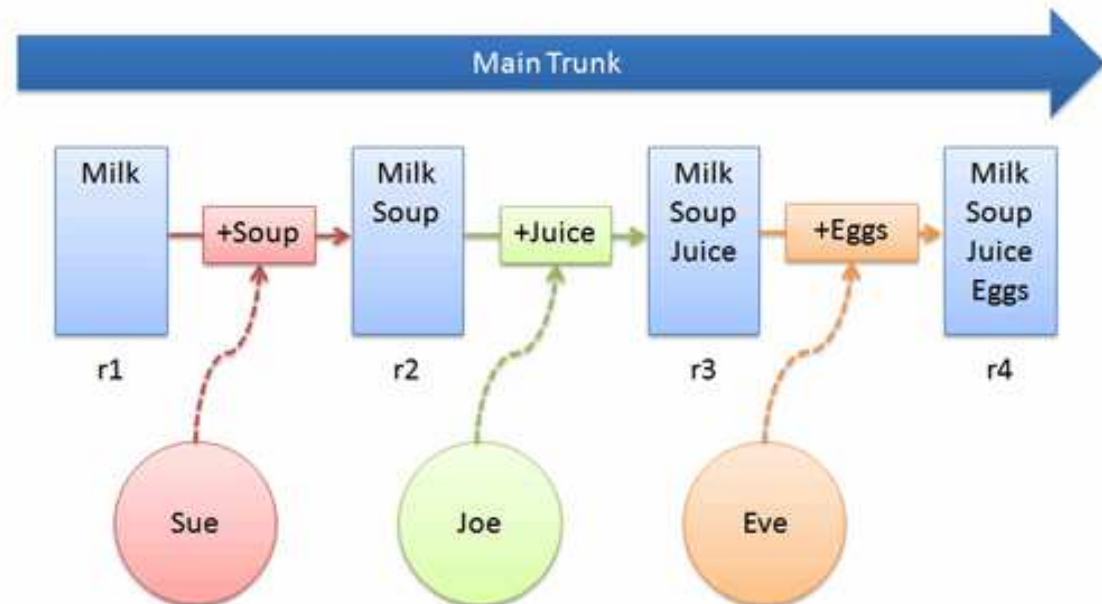 Main Trunk
Milk
+Soup
Milk
Soup
+Juice
Milk
Soup
Juice
+Eggs
Milk
Soup
Juice
Eggs
r1
r2
r3
r4
Sue
Joe
Eve